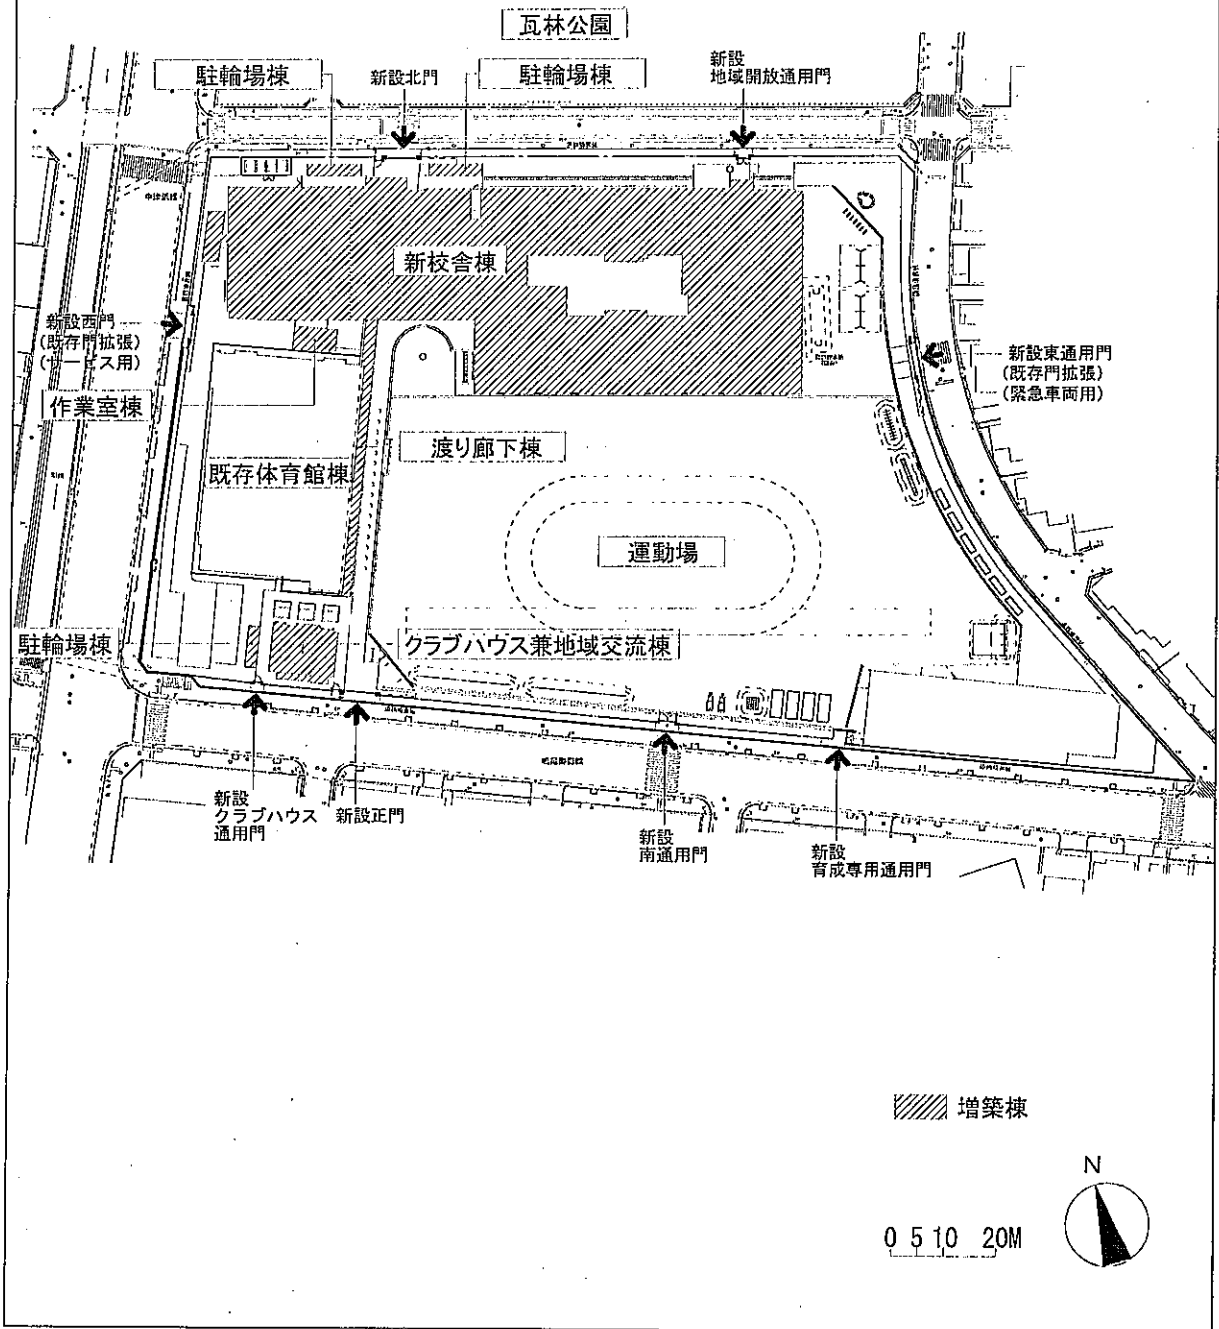 瓦林公園
駐輪場棟
新設北門
駐輪場棟
新設
地域開放通用門
新校舎棟
新設西門
(既存門拡張)
(サービス用)
新設東通用門
(既存門拡張)
(緊急車両用)
作業室棟
渡り廊下棟
既存体育館棟
運動場
駐輪場棟
クラブハウス兼地域交流棟
新設
クラブハウス
通用門
新設正門
新設
南通用門
新設
育成専用通用門
増築棟
N
0 5 10 20M